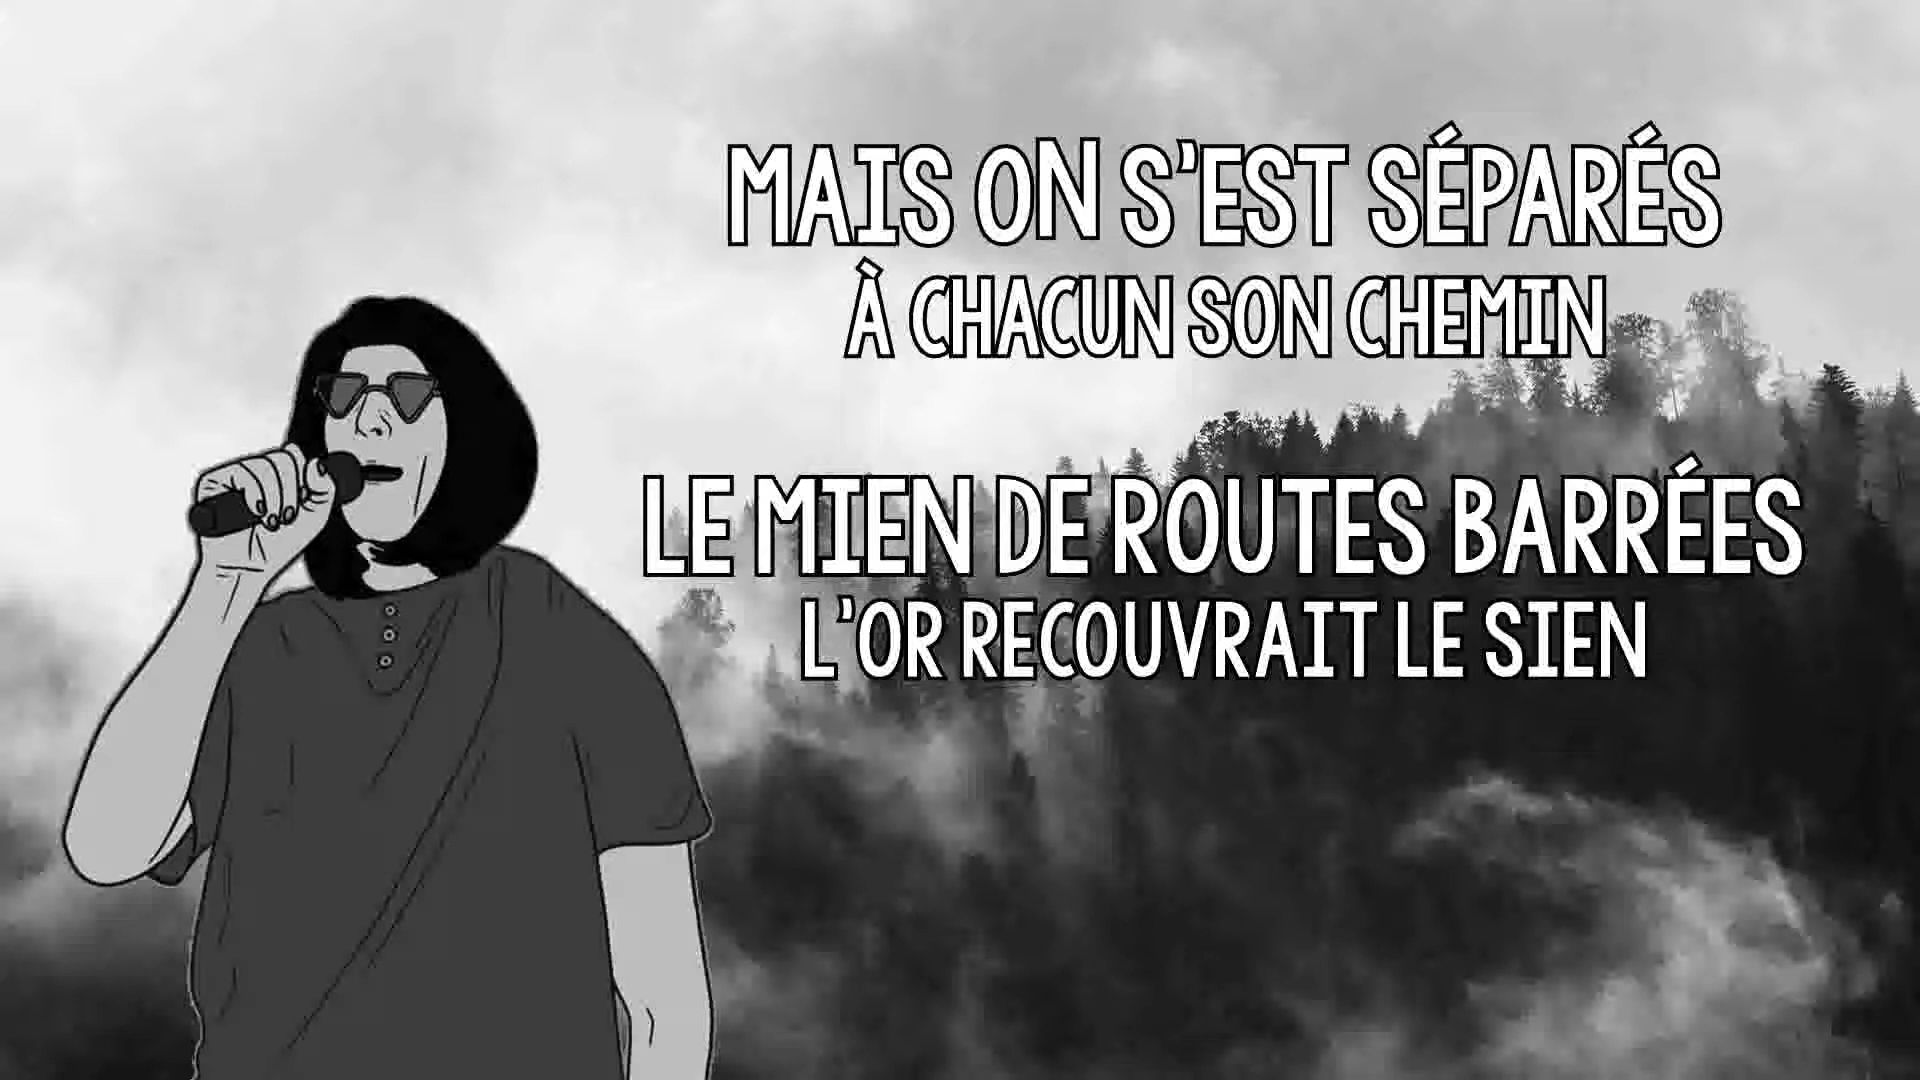 MAIS ON S'EST SÉPARÉS
À CHACUN SON CHEMIN
LE MIEN DE ROUTES BARRÉES
L'OR RECOUVRAIT LE SIEN